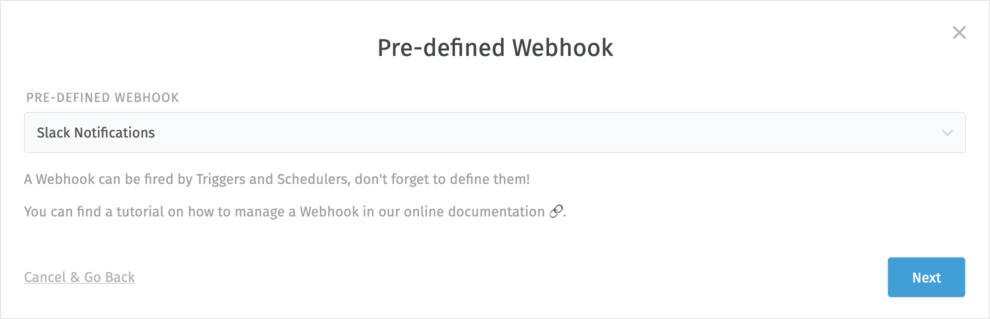 Pre-defined Webhook
PRE-DEFINED WEBHOOK
Slack Notifications
A Webhook can be fired by Triggers and Schedulers, don't forget to define them!
You can find a tutorial on how to manage a Webhook in our online documentation 🔗.
Cancel & Go Back
Next